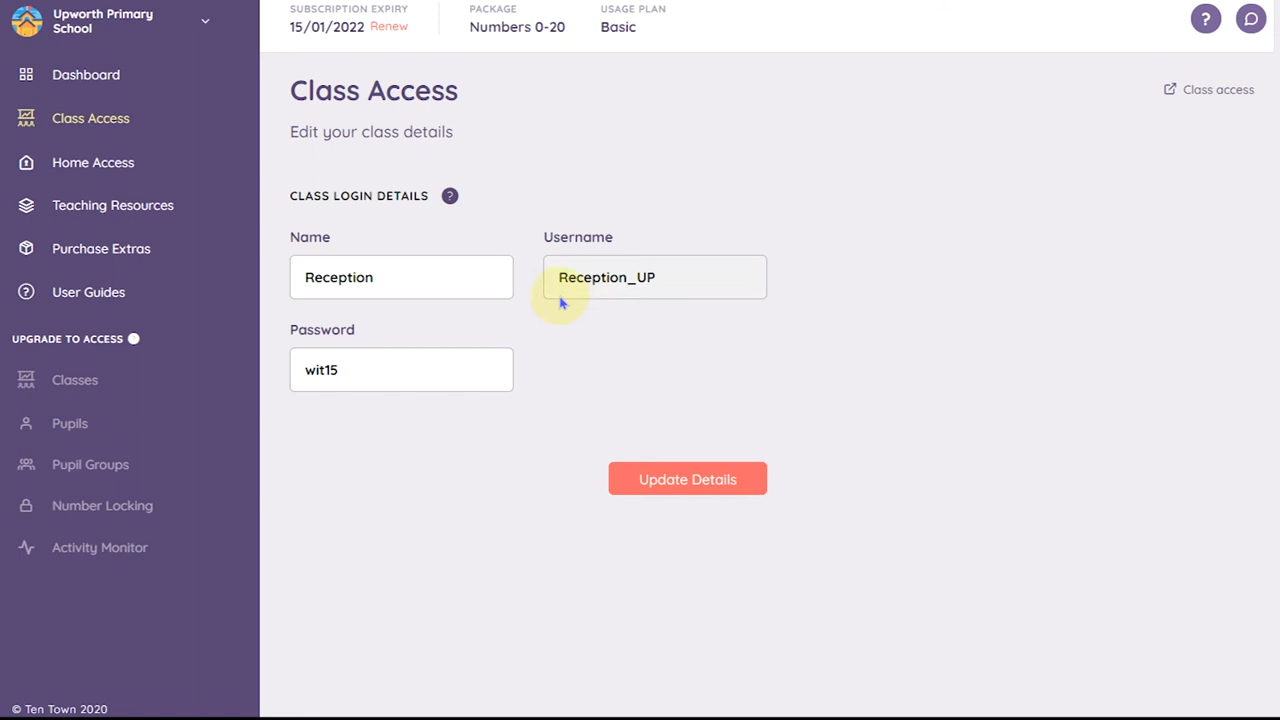 Upworth Primary
School
Dashboard
Class Access
Home Access
Teaching Resources
Purchase Extras
User Guides
UPGRADE TO ACCESS
Classes
Pupils
Pupil Groups
Number Locking
Activity Monitor
© Ten Town 2020
SUBSCRIPTION EXPIRY
15/01/2022 Renew
PACKAGE
Numbers 0-20
USAGE PLAN
Basic
?
Class Access
Class access
Edit your class details
CLASS LOGIN DETAILS ?
Name
Reception
Username
Reception_UP
Password
wit15
Update Details